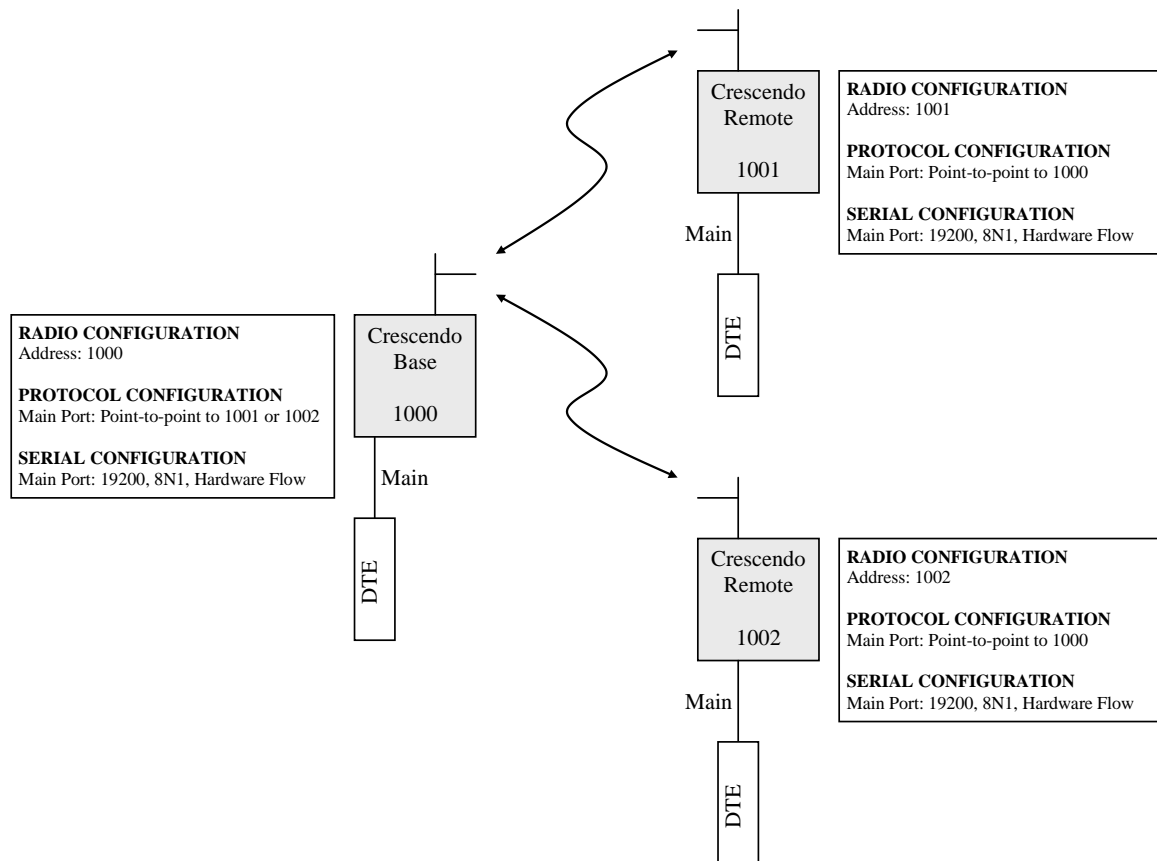 Crescendo
Remote
1001
Main
DTE
RADIO CONFIGURATION
Address: 1001
PROTOCOL CONFIGURATION
Main Port: Point-to-point to 1000
SERIAL CONFIGURATION
Main Port: 19200, 8N1, Hardware Flow
RADIO CONFIGURATION
Address: 1000
PROTOCOL CONFIGURATION
Main Port: Point-to-point to 1001 or 1002
SERIAL CONFIGURATION
Main Port: 19200, 8N1, Hardware Flow
Crescendo
Base
1000
Main
DTE
Crescendo
Remote
1002
Main
DTE
RADIO CONFIGURATION
Address: 1002
PROTOCOL CONFIGURATION
Main Port: Point-to-point to 1000
SERIAL CONFIGURATION
Main Port: 19200, 8N1, Hardware Flow